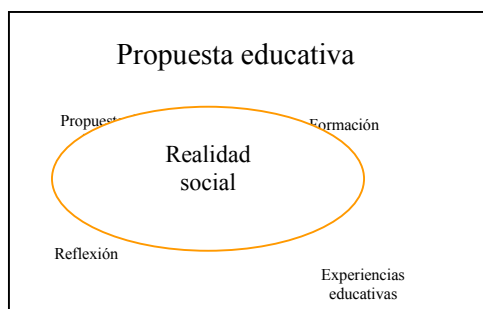 Propuesta educativa
Formación
Realidad
social
Reflexión
Experiencias
educativas